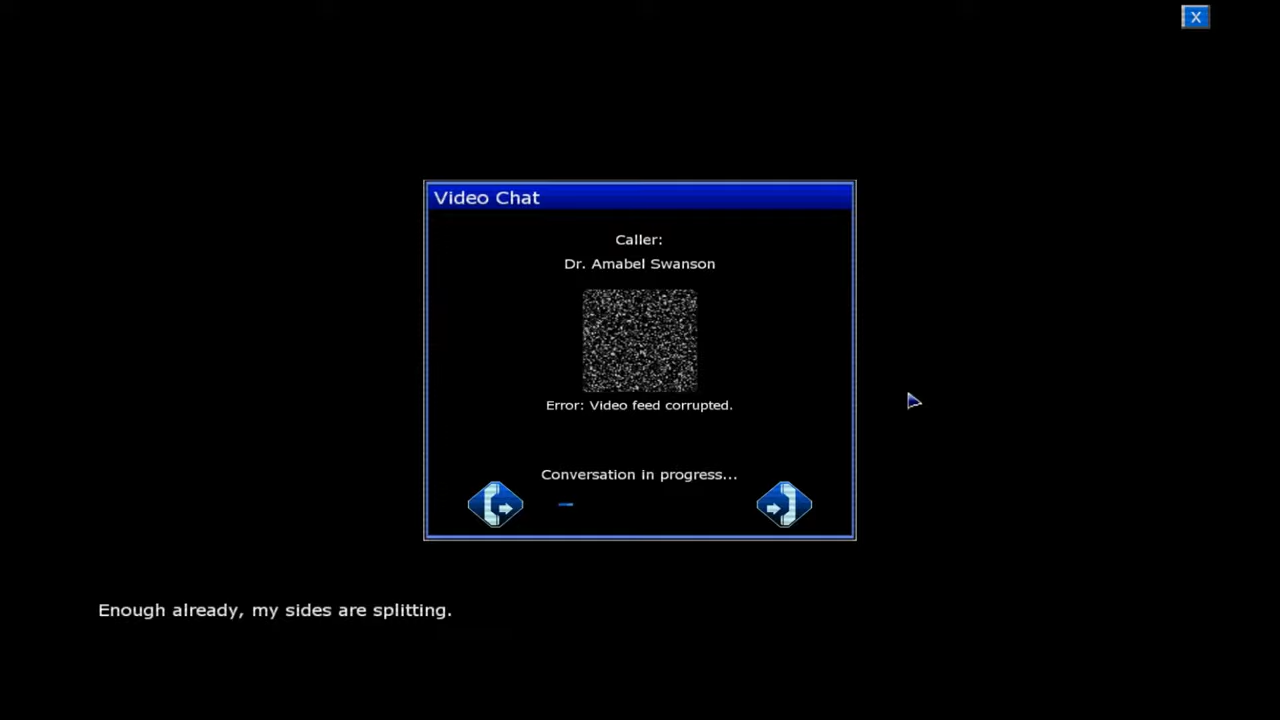 X
Video Chat
Caller:
Dr. Amabel Swanson
Error: Video feed corrupted.
Conversation in progress...
Enough already, my sides are splitting.